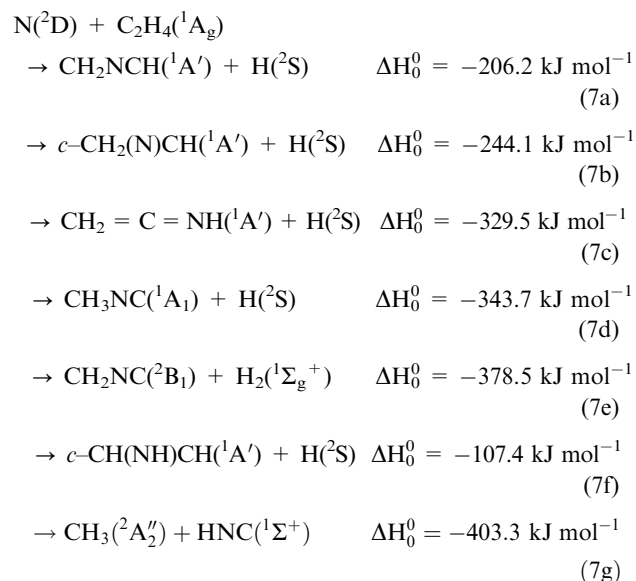 N(²D) + C₂H₄(¹A_g)
→ CH₂NCH(¹A′) + H(²S) ΔH⁰₀ = −206.2 kJ mol⁻¹
(7a)
→ c–CH₂(N)CH(¹A′) + H(²S) ΔH⁰₀ = −244.1 kJ mol⁻¹
(7b)
→ CH₂ = C = NH(¹A′) + H(²S) ΔH⁰₀ = −329.5 kJ mol⁻¹
(7c)
→ CH₃NC(¹A₁) + H(²S) ΔH⁰₀ = −343.7 kJ mol⁻¹
(7d)
→ CH₂NC(²B₁) + H₂(¹Σ_g⁺) ΔH⁰₀ = −378.5 kJ mol⁻¹
(7e)
→ c–CH(NH)CH(¹A′) + H(²S) ΔH⁰₀ = −107.4 kJ mol⁻¹
(7f)
→ CH₃(²A₂″) + HNC(¹Σ⁺) ΔH⁰₀ = −403.3 kJ mol⁻¹
(7g)